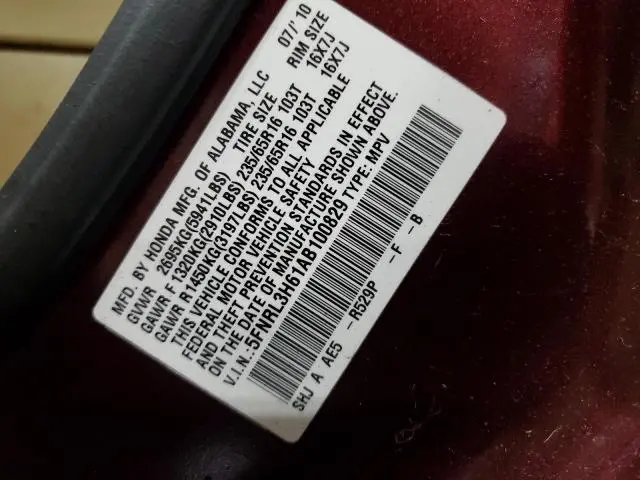 MFD. BY HONDA MFG. OF ALABAMA, LLC 07/'10
GVWR 2695KG(5941LBS) TIRE SIZE RIM SIZE
GAWR F 1320KG(2910LBS) 235/65R16 103T 16X7J
GAWR R 1450KG(3197LBS) 235/65R16 103T 16X7J
THIS VEHICLE CONFORMS TO ALL APPLICABLE
FEDERAL MOTOR VEHICLE SAFETY
AND THEFT PREVENTION STANDARDS IN EFFECT
ON THE DATE OF MANUFACTURE SHOWN ABOVE.
V.I.N.:5FNRL3H61AB100829 TYPE: MPV
SHJ A AE5 -R529P -F -B